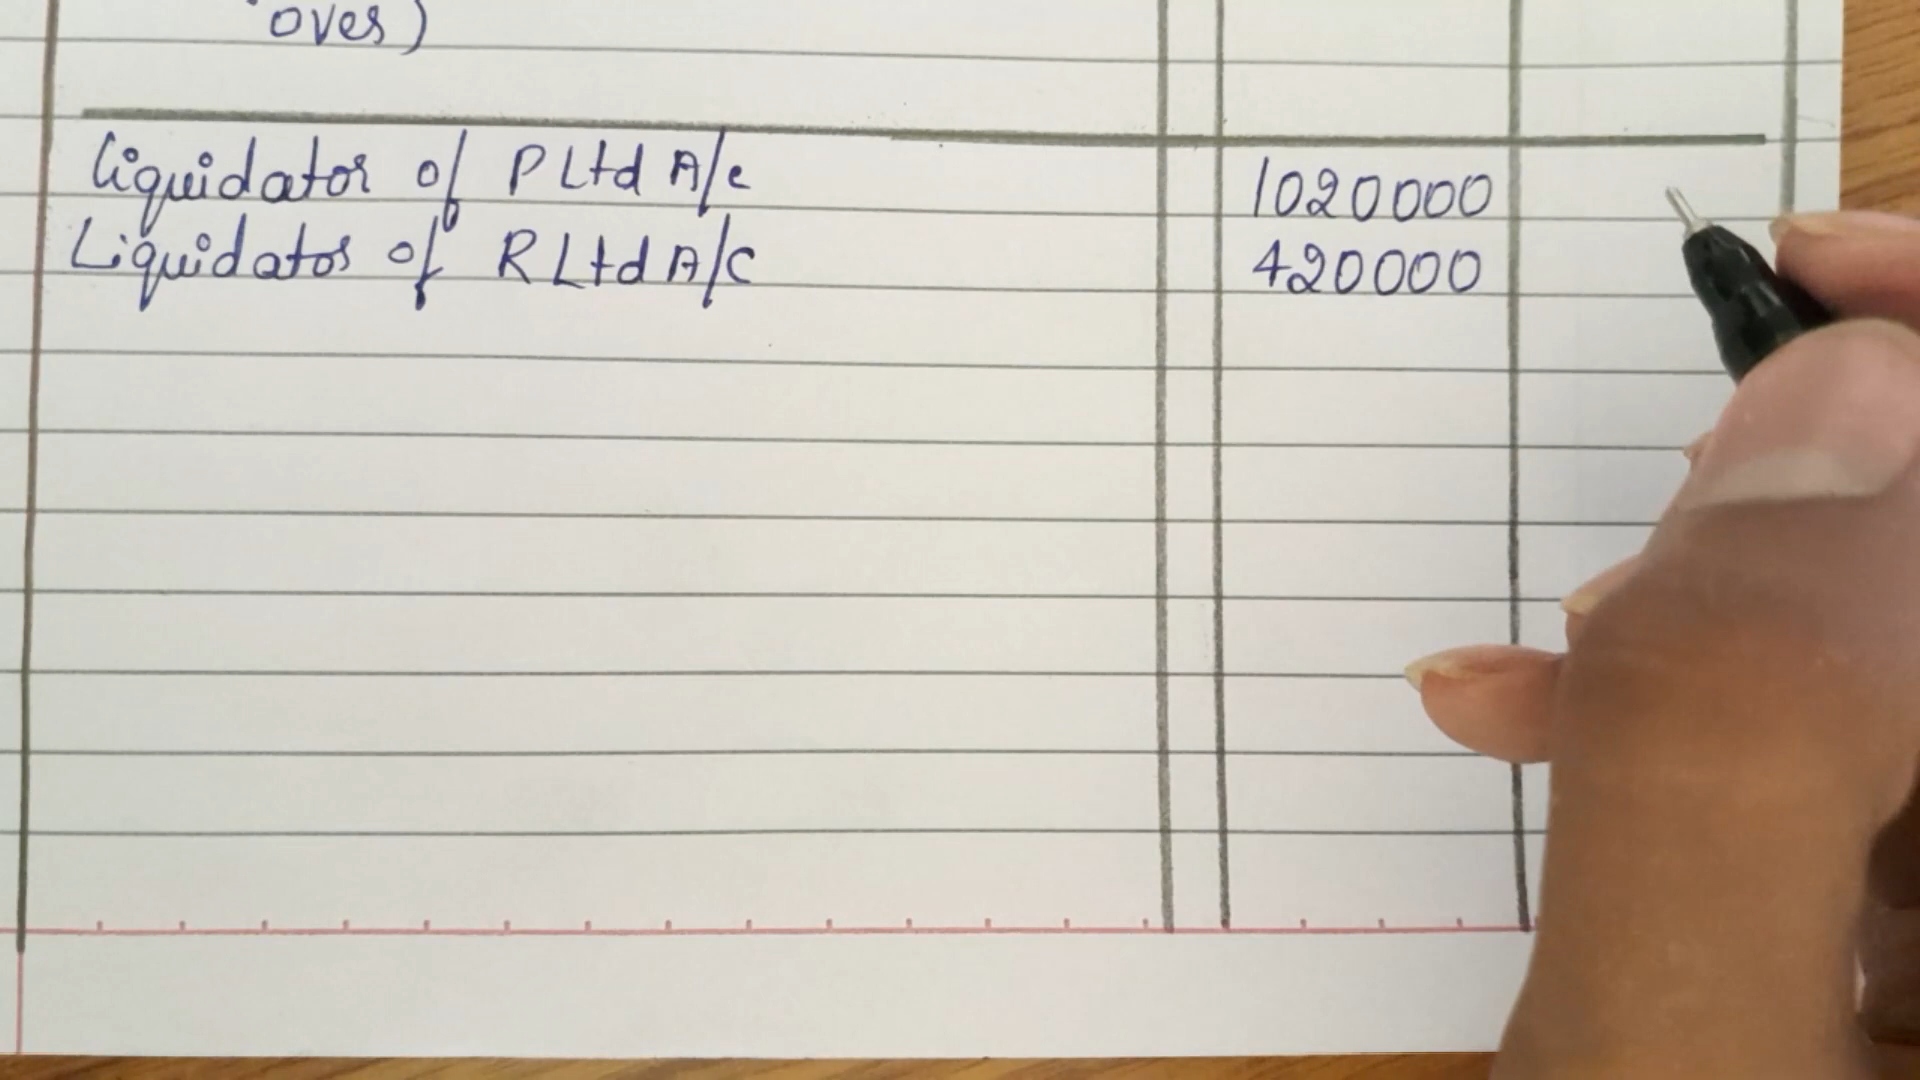 oves)
Liquidator of P Ltd A/c 1020000
Liquidator of R Ltd A/C 420000